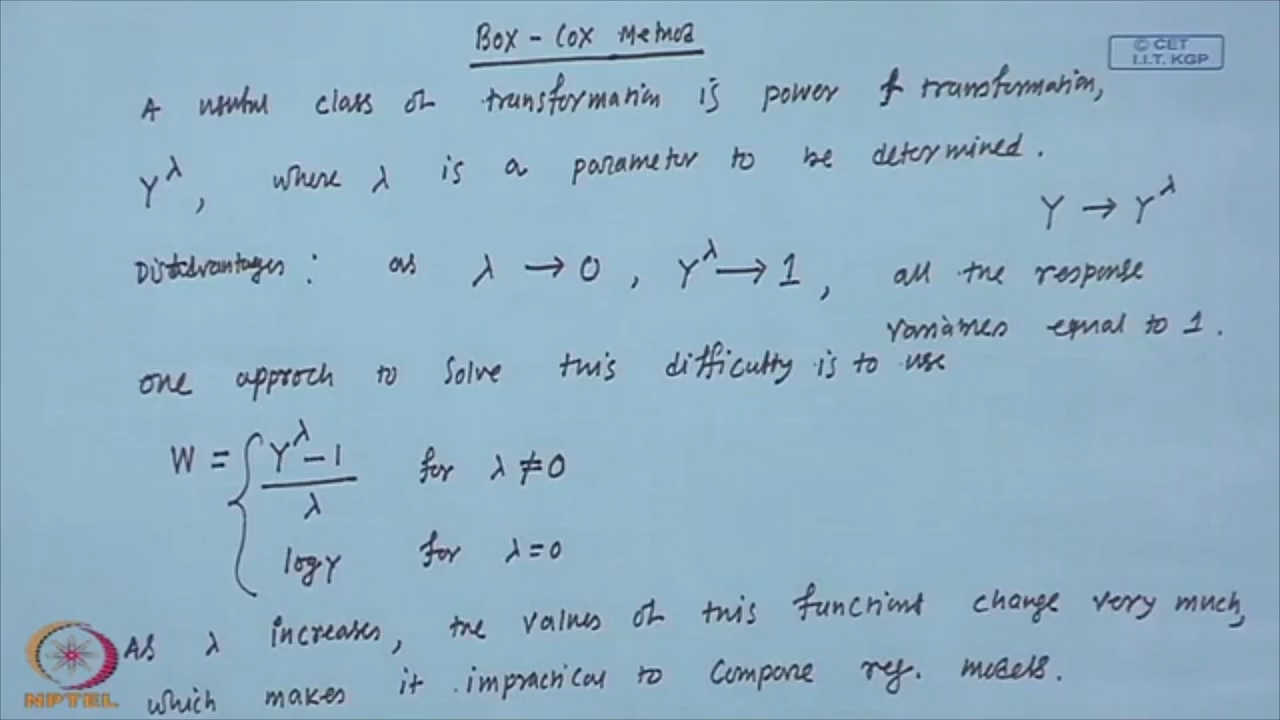 Box - Cox Method
© CET
I.I.T. KGP
A useful class of transformation is power transformation,
Y^λ, where λ is a parameter to be determined.
Y → Y^λ
Disadvantages : as λ → 0, Y^λ → 1, all the response
variables equal to 1.
one approch to solve this difficulty is to use
W = { (Y^λ - 1) / λ for λ ≠ 0
log Y for λ = 0
As λ increases, the values of this functions change very much,
which makes it impractical to compare reg. models.
NPTEL